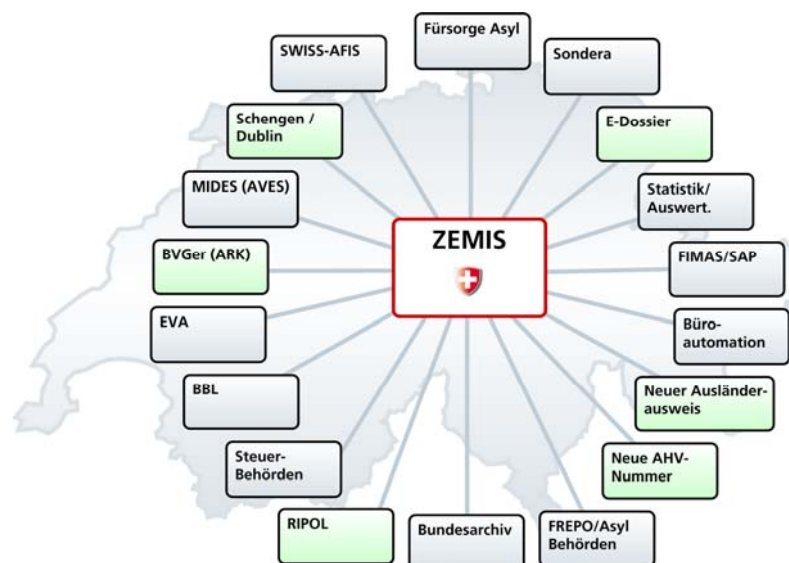 Fürsorge Asyl
SWISS-AFIS
Sondera
Schengen /
Dublin
E-Dossier
MIDES (AVES)
Statistik/
Auswert.
ZEMIS
BVGer (ARK)
FIMAS/SAP
EVA
Büro-
automation
BBL
Neuer Ausländer-
ausweis
Steuer-
Behörden
Neue AHV-
Nummer
RIPOL
Bundesarchiv
FREPO/Asyl
Behörden